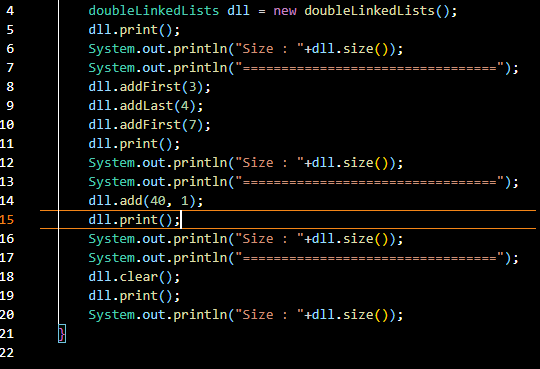 4 doubleLinkedLists dll = new doubleLinkedLists();
5 dll.print();
6 System.out.println("Size : "+dll.size());
7 System.out.println("=================================");
8 dll.addFirst(3);
9 dll.addLast(4);
10 dll.addFirst(7);
11 dll.print();
12 System.out.println("Size : "+dll.size());
13 System.out.println("=================================");
14 dll.add(40, 1);
15 dll.print();
16 System.out.println("Size : "+dll.size());
17 System.out.println("=================================");
18 dll.clear();
19 dll.print();
20 System.out.println("Size : "+dll.size());
21 }
22